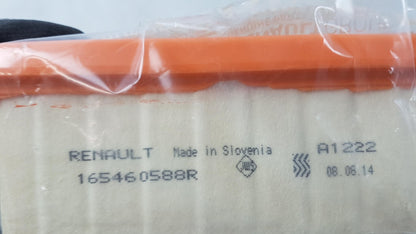 RENAULT Made in Slovenia A1222
165460588R 08.06.14